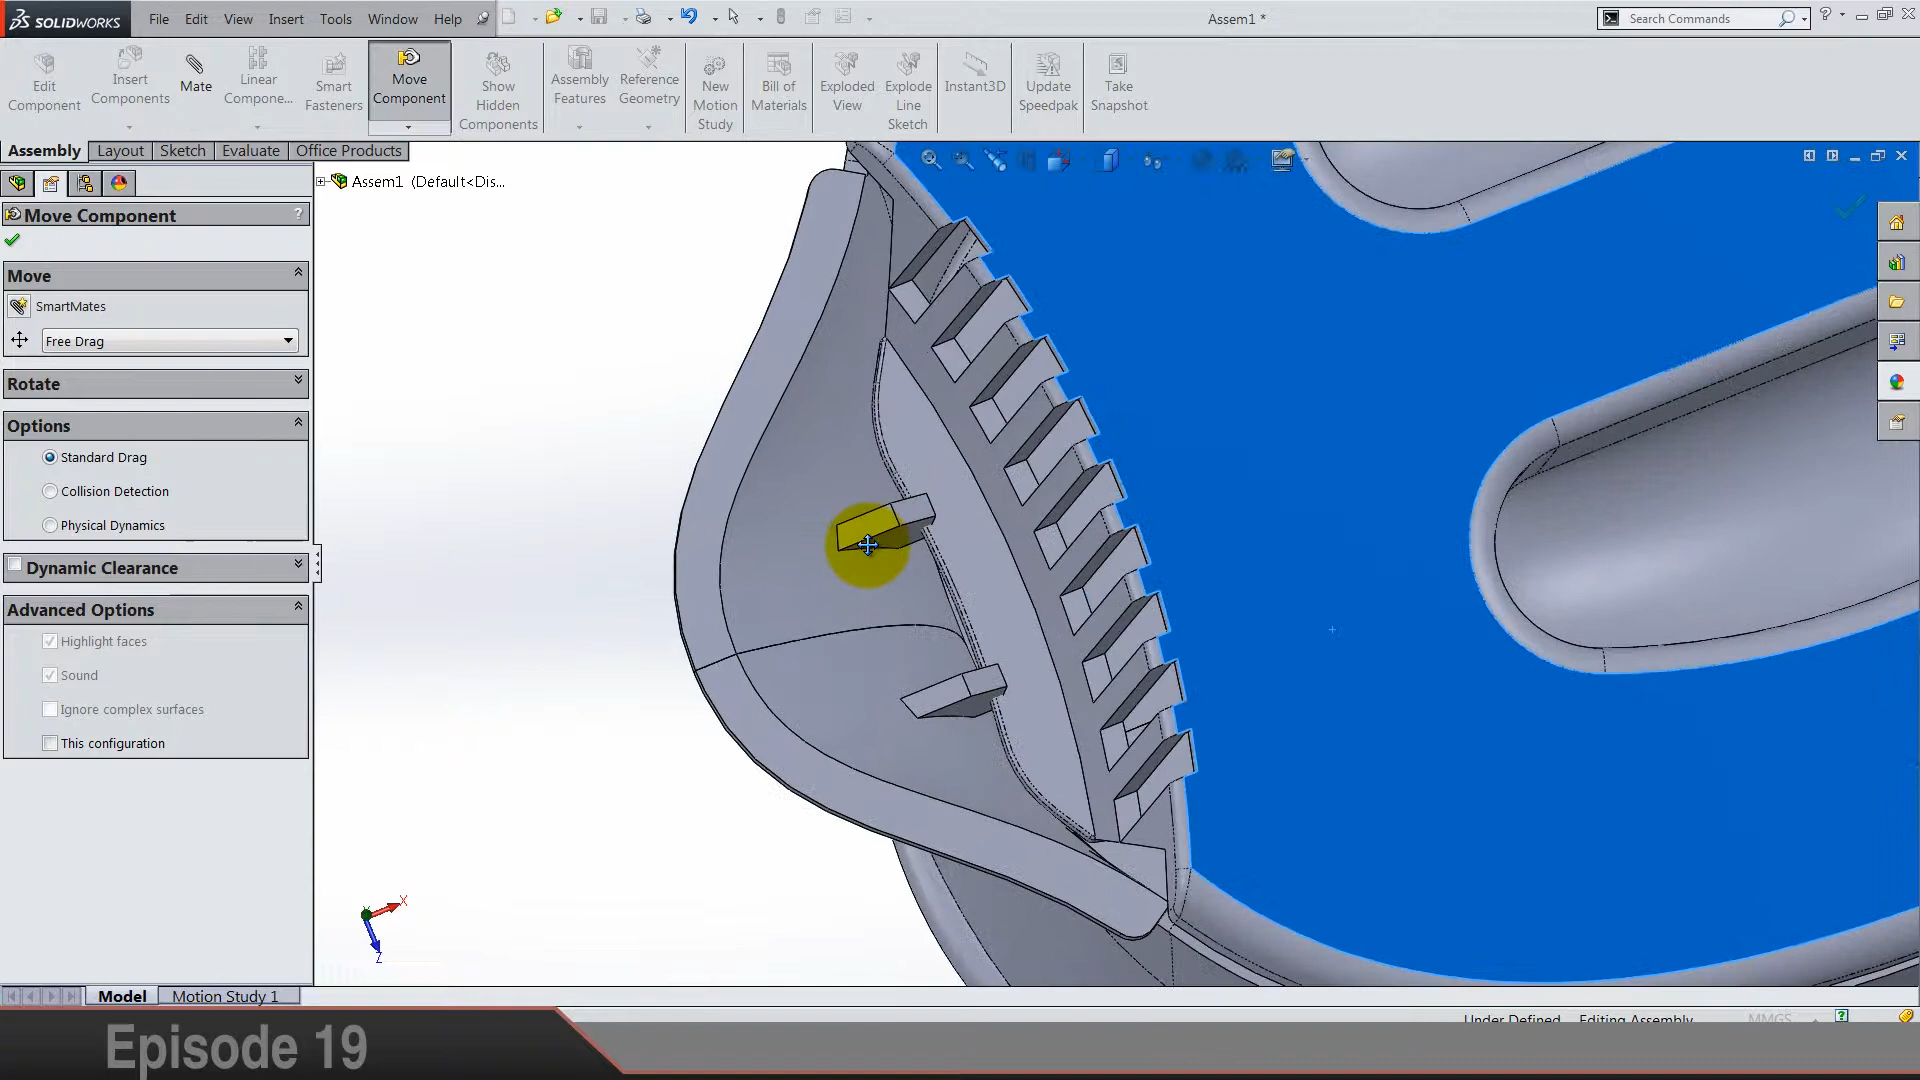 SOLIDWORKS File Edit View Insert Tools Window Help Assem1 * Search Commands ?
Edit Component
Insert Components
Mate
Linear Compone...
Smart Fasteners
Move Component
Show Hidden Components
Assembly Features
Reference Geometry
New Motion Study
Bill of Materials
Exploded View
Explode Line Sketch
Instant3D
Update Speedpak
Take Snapshot
Assembly Layout Sketch Evaluate Office Products
Assem1 (Default<Dis...
Move Component ?
Move
SmartMates
Free Drag
Rotate
Options
Standard Drag
Collision Detection
Physical Dynamics
Dynamic Clearance
Advanced Options
Highlight faces
Sound
Ignore complex surfaces
This configuration
X
Y
Z
Model Motion Study 1
Under Defined Editing Assembly MMGS ?
Episode 19